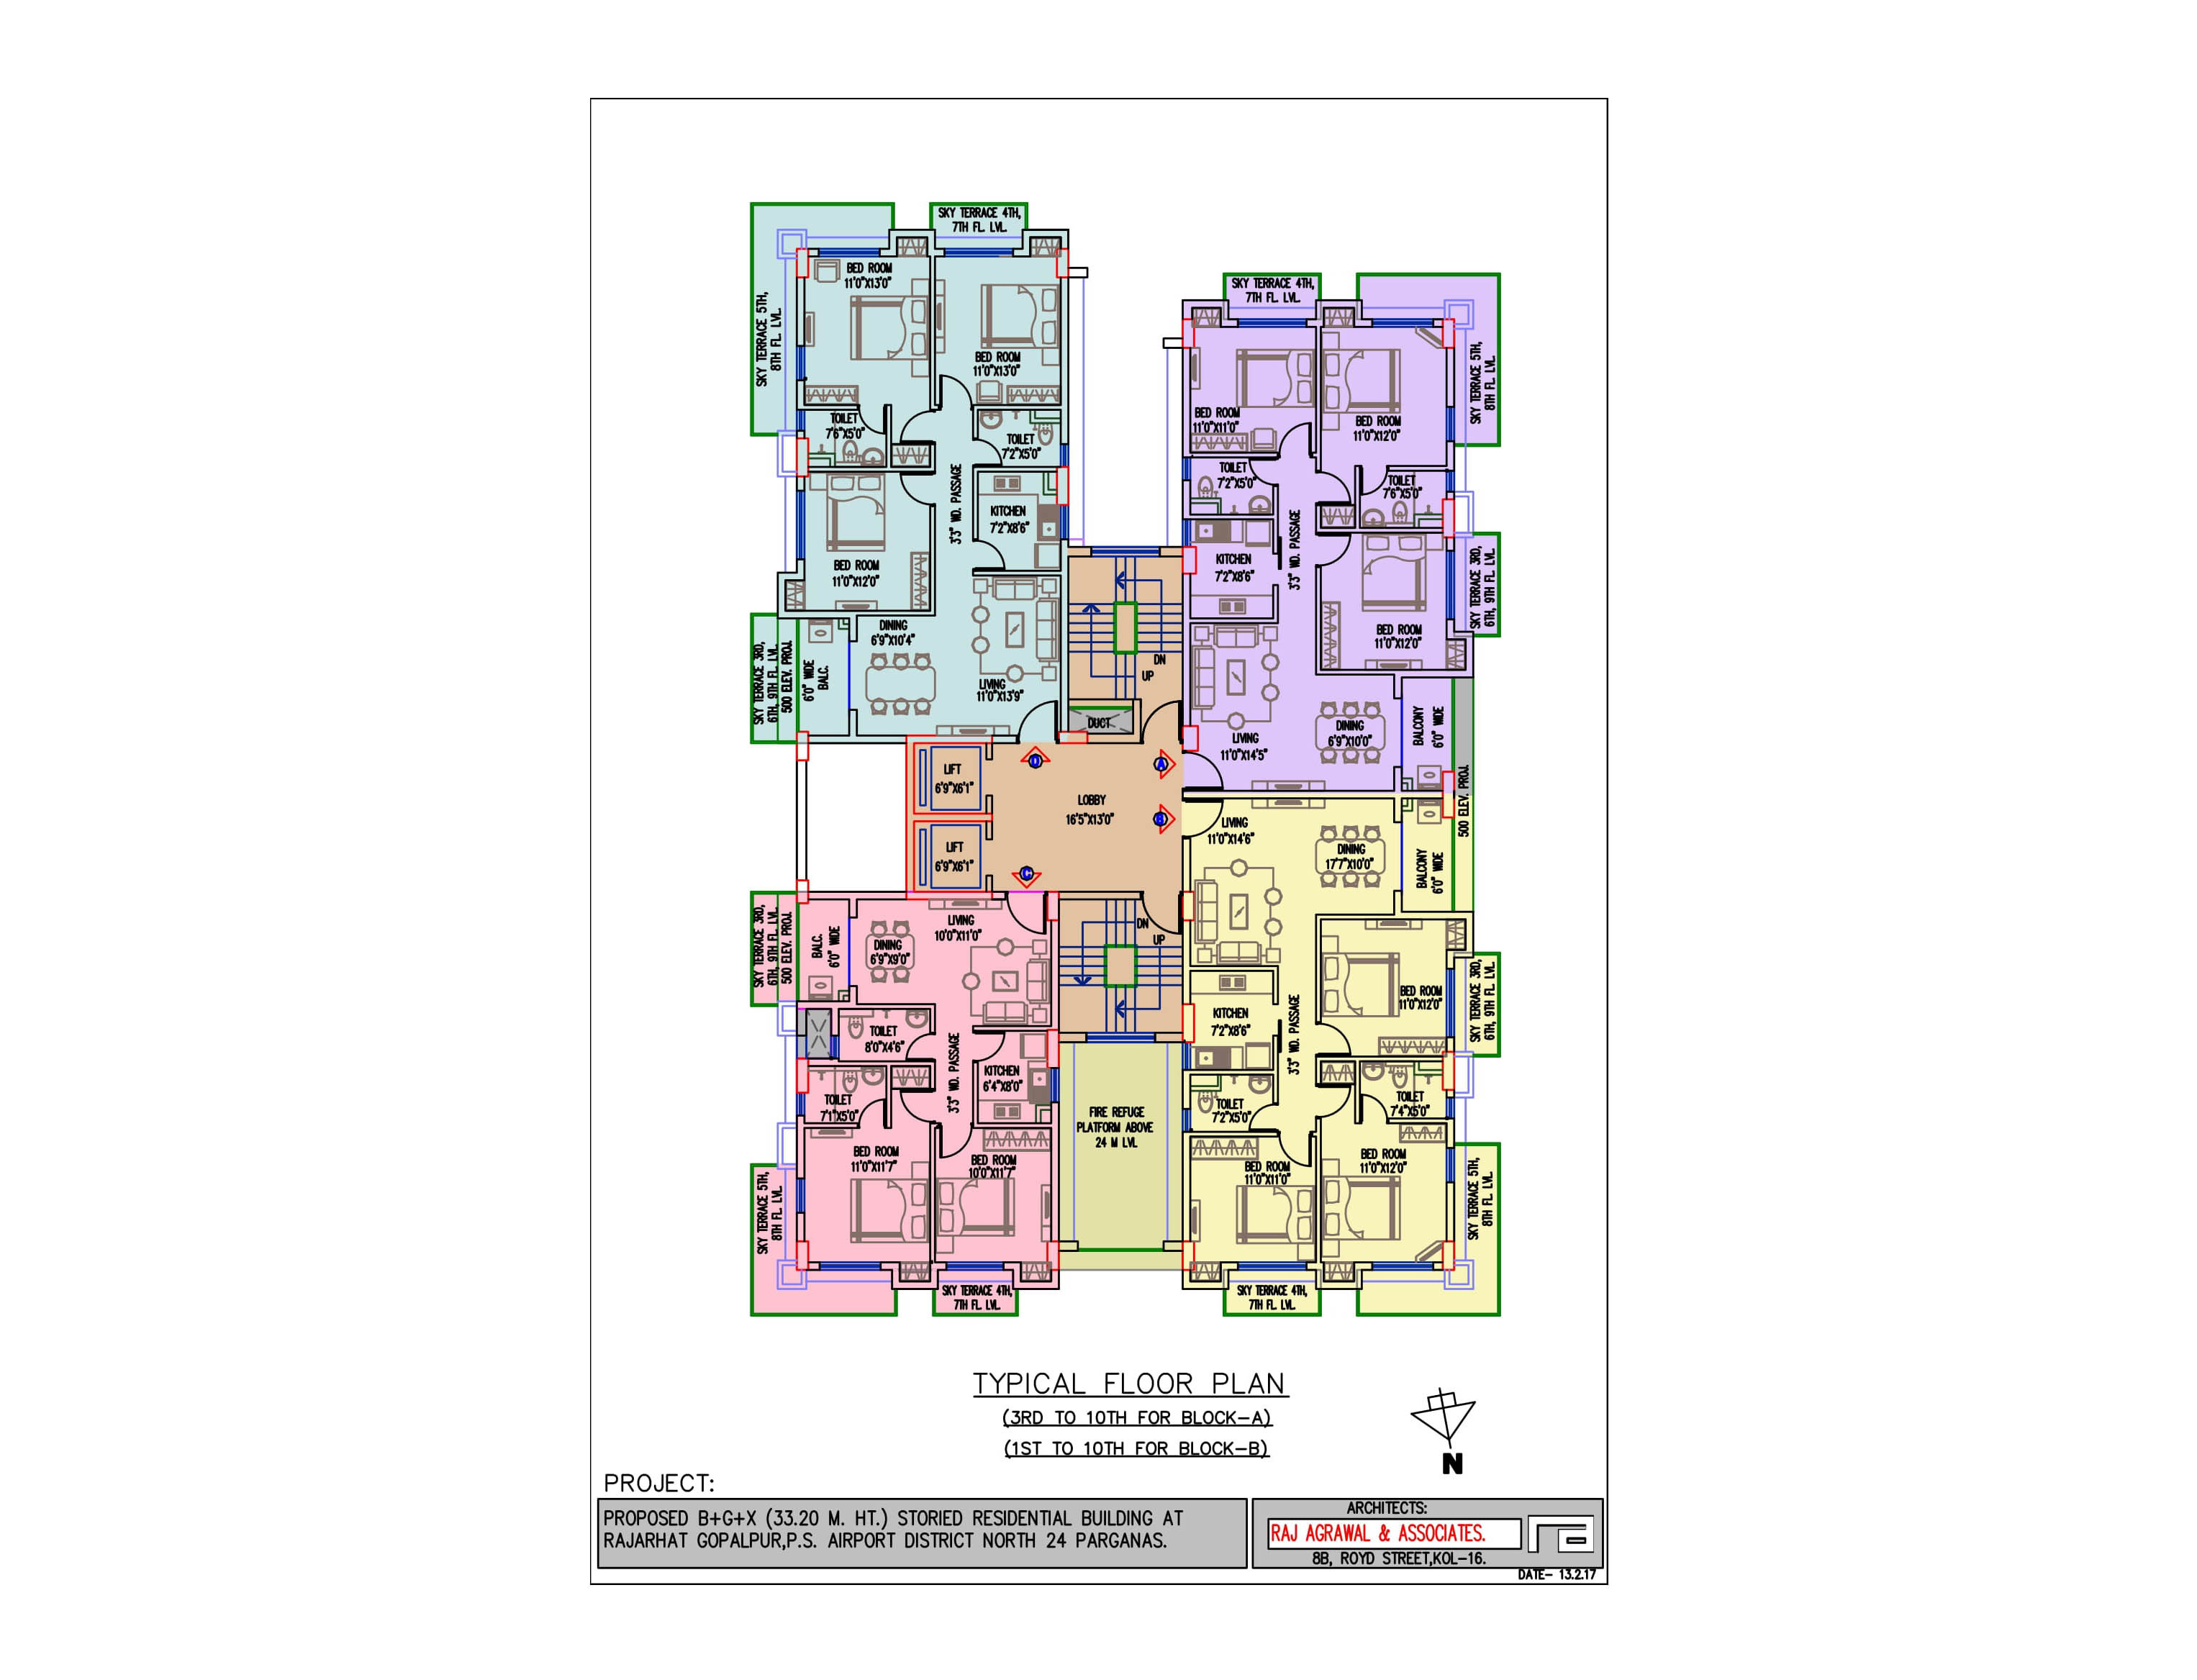 SKY TERRACE 4TH,
7TH FL. LVL.
SKY TERRACE 5TH,
8TH FL. LVL.
BED ROOM
11'0"X13'0"
BED ROOM
11'0"X13'0"
TOILET
7'6"X5'0"
TOILET
7'2"X5'0"
3'3" WD. PASSAGE
KITCHEN
7'2"X8'6"
BED ROOM
11'0"X12'0"
DINING
6'9"X10'4"
LIVING
11'0"X13'9"
SKY TERRACE 3RD,
6TH, 9TH FL. LVL.
500 ELEV. PROJ.
6'0" WIDE
BALC.
SKY TERRACE 4TH,
7TH FL. LVL.
SKY TERRACE 5TH,
8TH FL. LVL.
BED ROOM
11'0"X11'0"
BED ROOM
11'0"X12'0"
TOILET
7'2"X5'0"
TOILET
7'6"X5'0"
KITCHEN
7'2"X8'6"
3'3" WD. PASSAGE
SKY TERRACE 3RD,
6TH, 9TH FL. LVL.
BED ROOM
11'0"X12'0"
LIVING
11'0"X14'5"
DINING
6'9"X10'0"
BALCONY
6'0" WIDE
500 ELEV. PROJ.
DN
UP
DUCT
D
A
LIFT
6'9"X6'1"
LOBBY
16'5"X13'0"
B
LIFT
6'9"X6'1"
C
DN
UP
LIVING
11'0"X14'6"
DINING
17'7"X10'0"
BALCONY
6'0" WIDE
SKY TERRACE 3RD,
6TH, 9TH FL. LVL.
500 ELEV. PROJ.
BALC.
6'0" WIDE
LIVING
10'0"X11'0"
DINING
6'9"X9'0"
TOILET
8'0"X4'6"
3'3" WD. PASSAGE
KITCHEN
6'4"X8'0"
TOILET
7'1"X5'0"
BED ROOM
11'0"X11'7"
BED ROOM
10'0"X11'7"
SKY TERRACE 5TH,
8TH FL. LVL.
SKY TERRACE 4TH,
7TH FL. LVL.
FIRE REFUGE
PLATFORM ABOVE
24 M LVL
BED ROOM
11'0"X12'0"
SKY TERRACE 3RD,
6TH, 9TH FL. LVL.
KITCHEN
7'2"X8'6"
3'3" WD. PASSAGE
TOILET
7'2"X5'0"
TOILET
7'4"X5'0"
BED ROOM
11'0"X11'0"
BED ROOM
11'0"X12'0"
SKY TERRACE 5TH,
8TH FL. LVL.
SKY TERRACE 4TH,
7TH FL. LVL.
TYPICAL FLOOR PLAN
(3RD TO 10TH FOR BLOCK-A)
(1ST TO 10TH FOR BLOCK-B)
N
PROJECT:
PROPOSED B+G+X (33.20 M. HT.) STORIED RESIDENTIAL BUILDING AT
RAJARHAT GOPALPUR,P.S. AIRPORT DISTRICT NORTH 24 PARGANAS.
ARCHITECTS:
RAJ AGRAWAL & ASSOCIATES.
8B, ROYD STREET,KOL-16.
DATE- 13.2.17